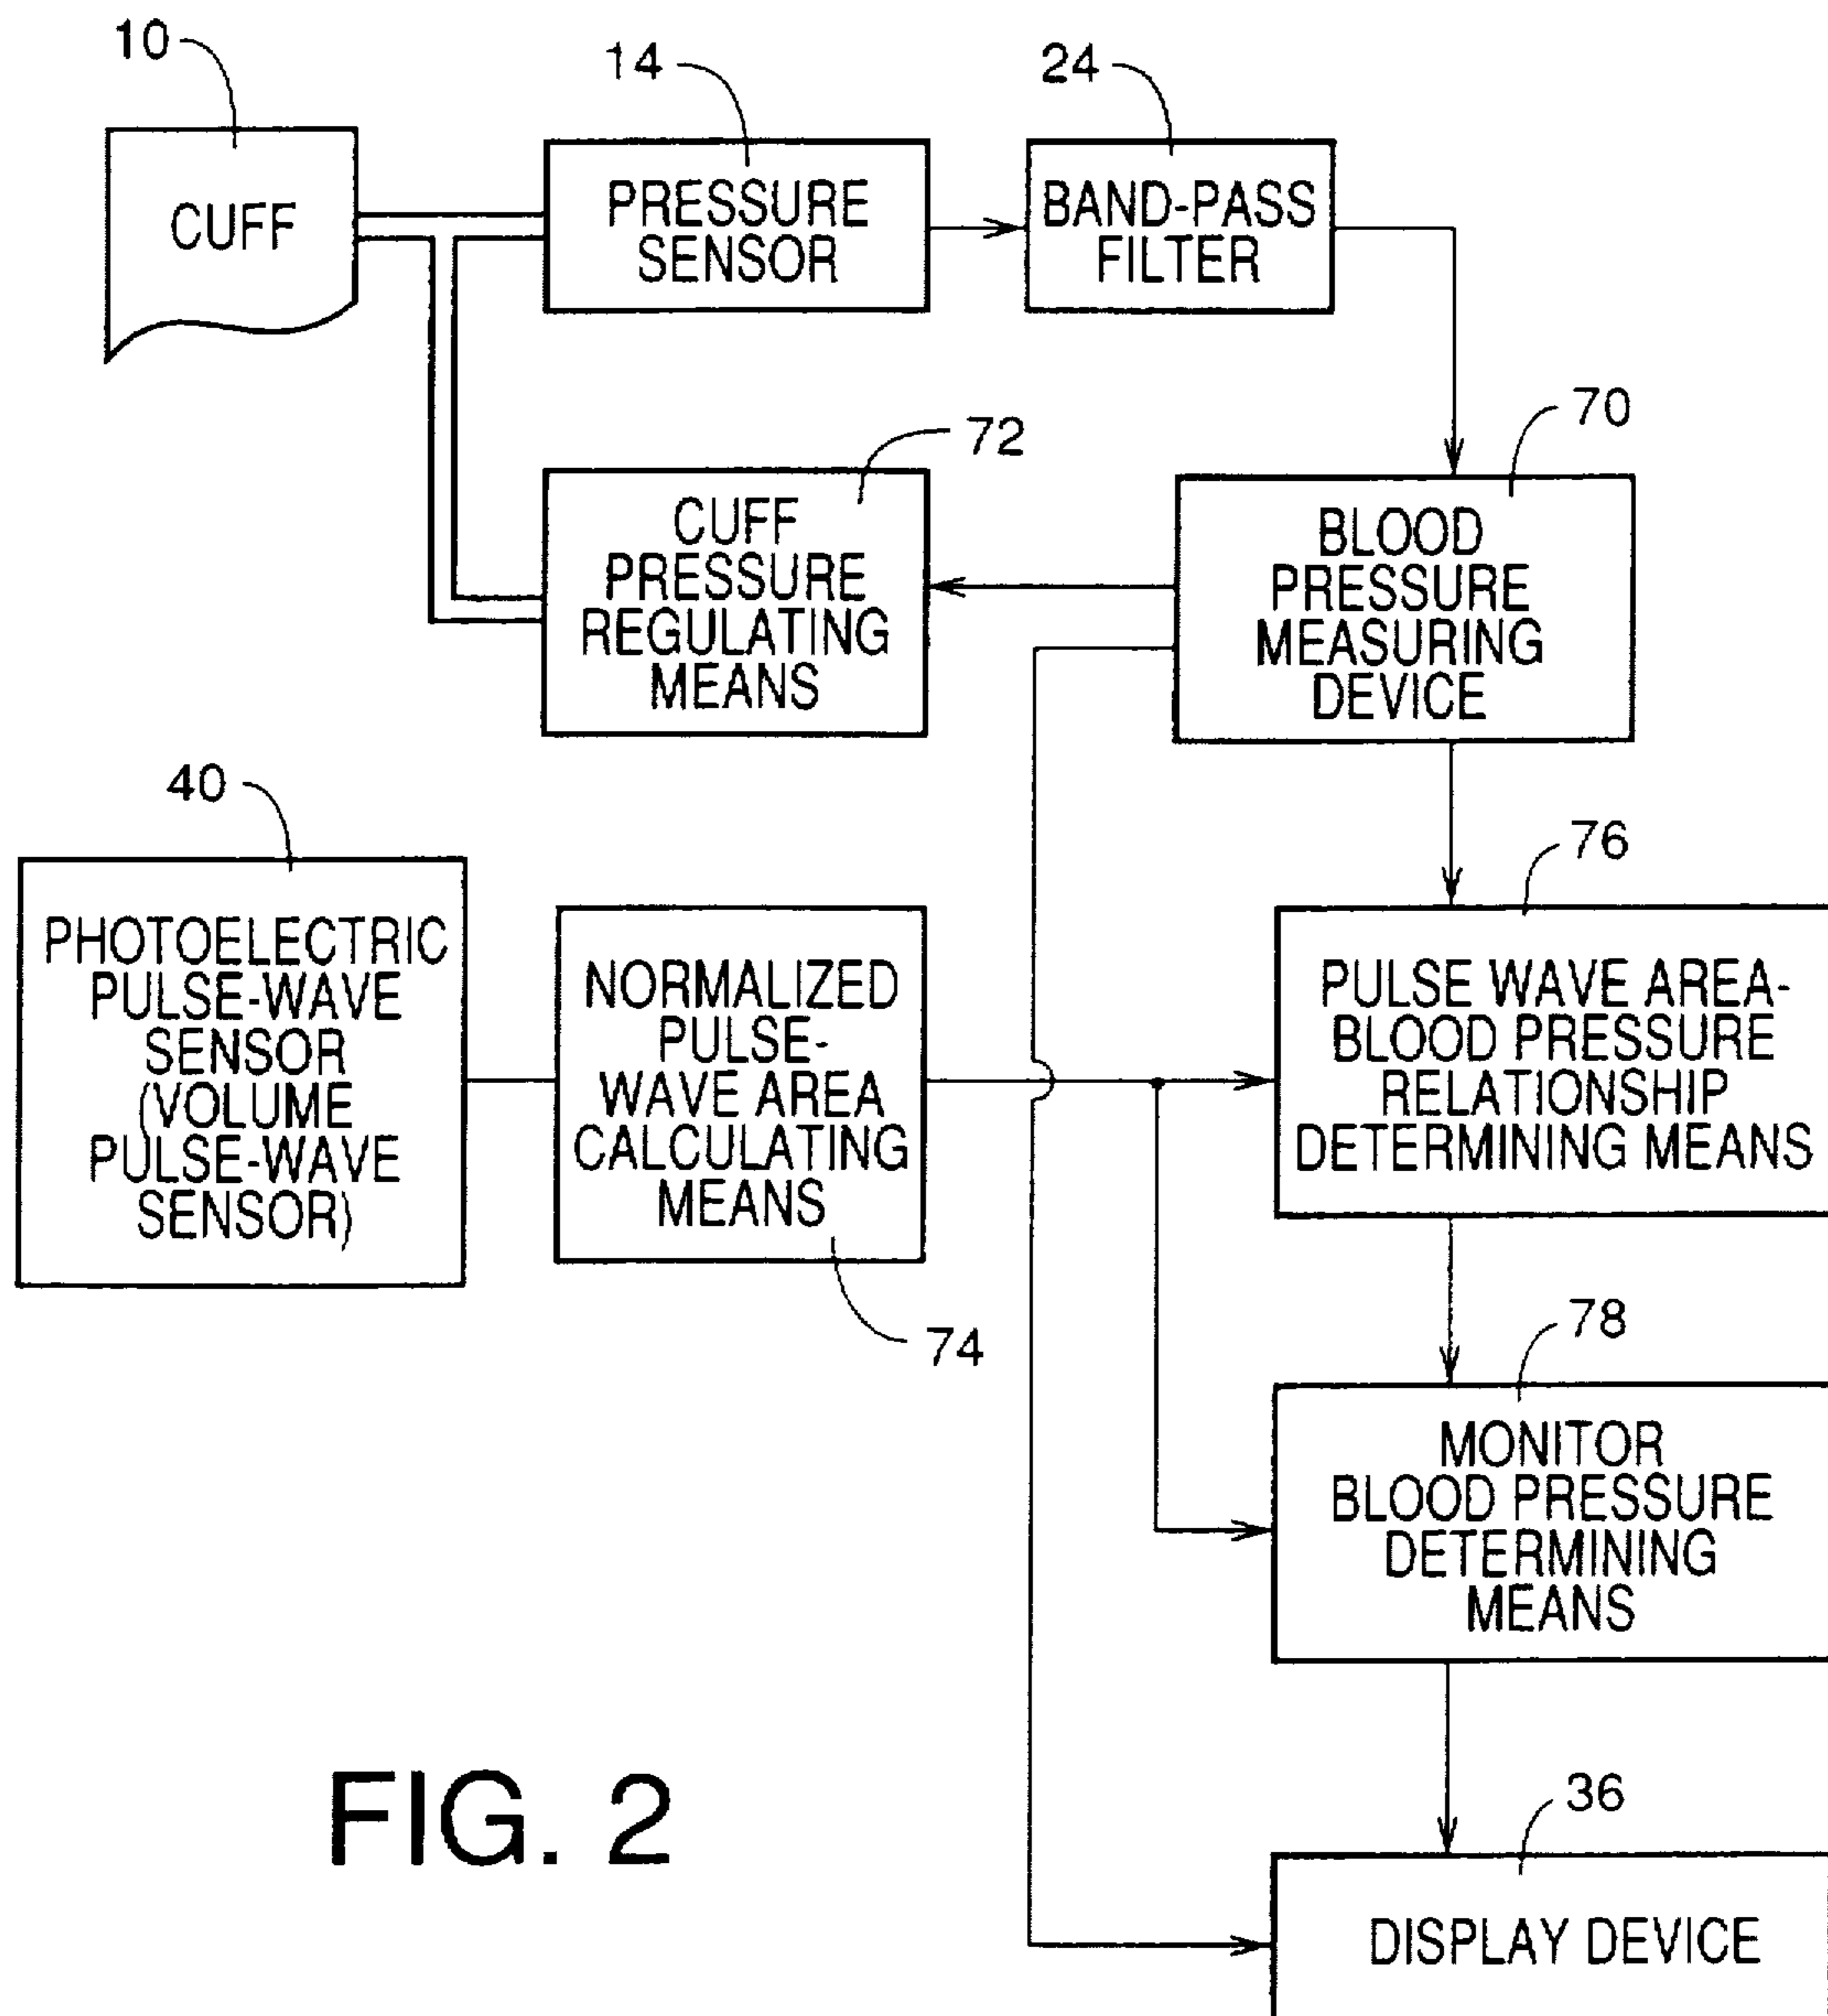 10
14
24
CUFF
PRESSURE
SENSOR
BAND-PASS
FILTER
72
70
CUFF
PRESSURE
REGULATING
MEANS
BLOOD
PRESSURE
MEASURING
DEVICE
40
76
PHOTOELECTRIC
PULSE-WAVE
SENSOR
(VOLUME
PULSE-WAVE
SENSOR)
NORMALIZED
PULSE-
WAVE AREA
CALCULATING
MEANS
PULSE WAVE AREA-
BLOOD PRESSURE
RELATIONSHIP
DETERMINING MEANS
74
78
MONITOR
BLOOD PRESSURE
DETERMINING
MEANS
36
DISPLAY DEVICE
FIG. 2